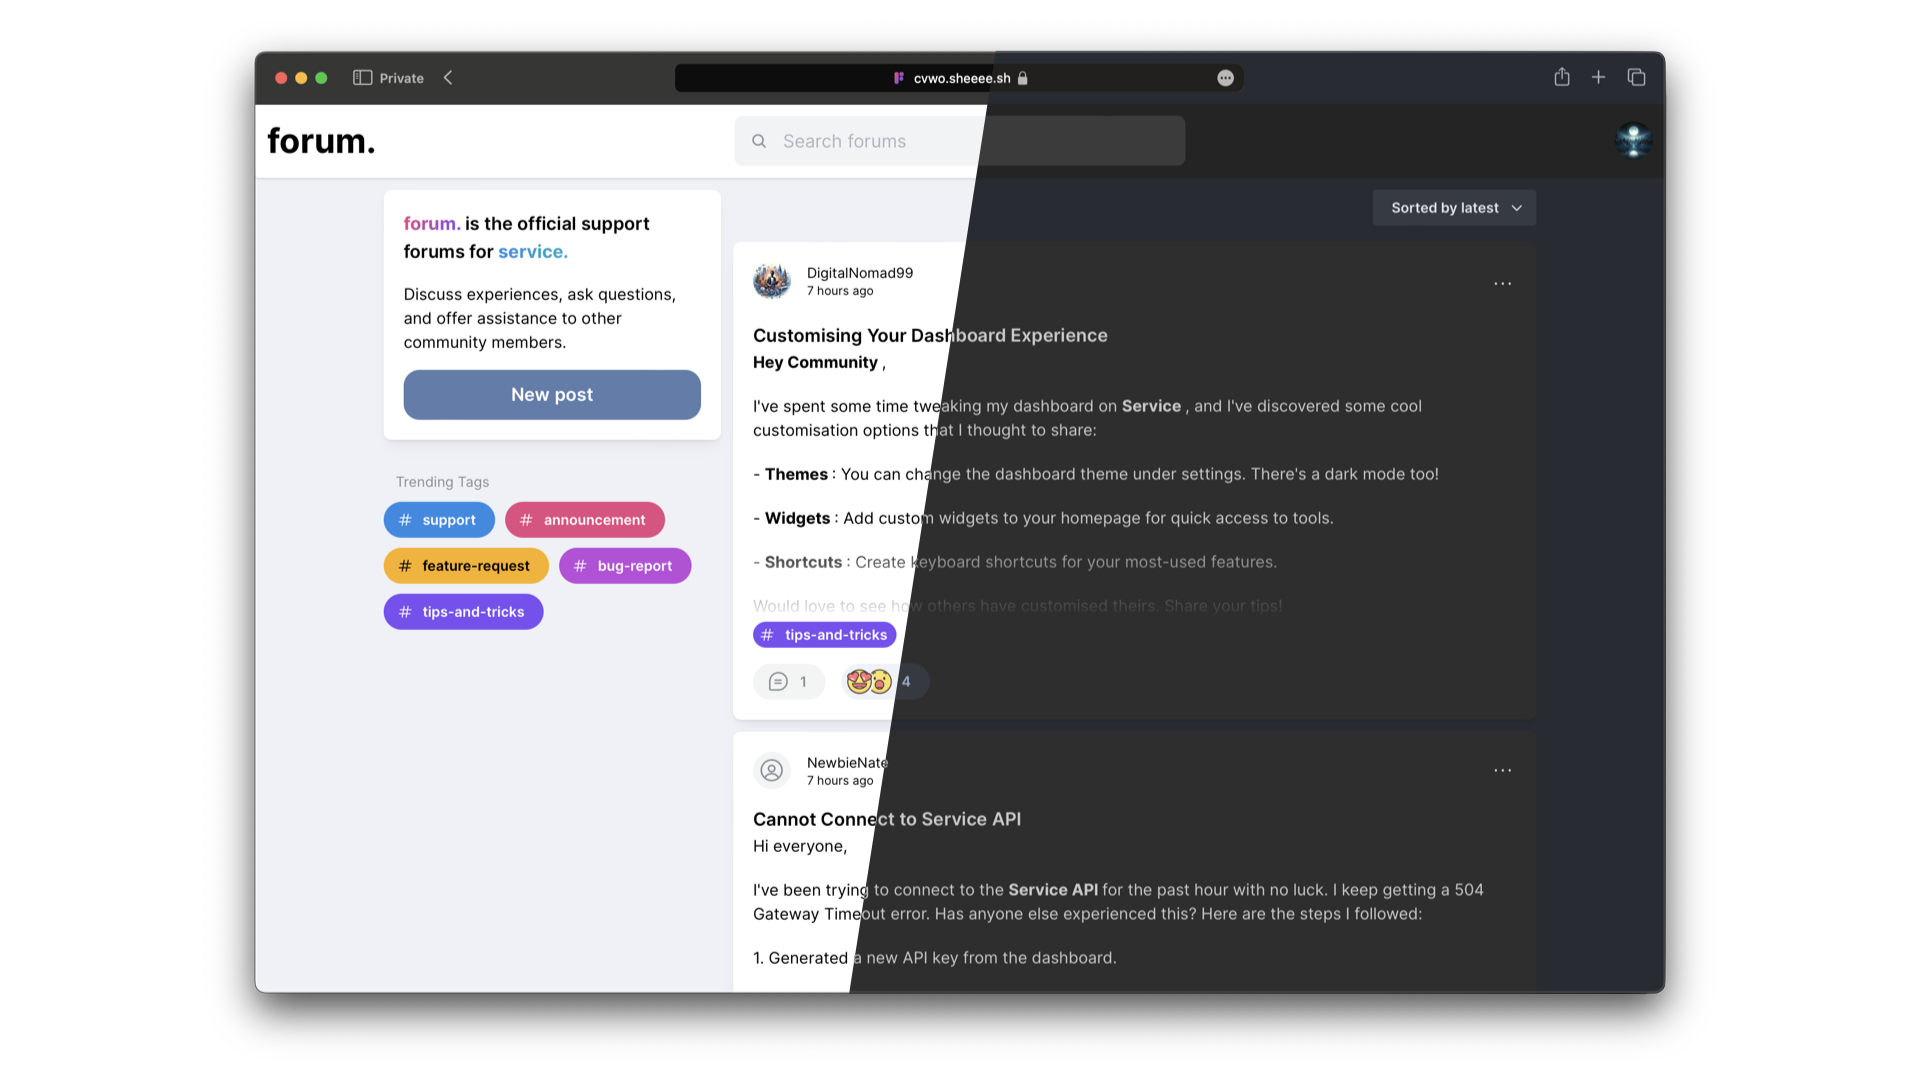 Private
cvwo.sheeee.sh
forum.
Search forums
forum. is the official support
forums for service.
Discuss experiences, ask questions,
and offer assistance to other
community members.
New post
Trending Tags
# support
# announcement
# feature-request
# bug-report
# tips-and-tricks
Sorted by latest
DigitalNomad99
7 hours ago
Customising Your Dashboard Experience
Hey Community ,
I've spent some time tweaking my dashboard on Service , and I've discovered some cool
customisation options that I thought to share:
- Themes : You can change the dashboard theme under settings. There's a dark mode too!
- Widgets : Add custom widgets to your homepage for quick access to tools.
- Shortcuts : Create keyboard shortcuts for your most-used features.
Would love to see how others have customised theirs. Share your tips!
# tips-and-tricks
1
4
NewbieNate
7 hours ago
Cannot Connect to Service API
Hi everyone,
I've been trying to connect to the Service API for the past hour with no luck. I keep getting a 504
Gateway Timeout error. Has anyone else experienced this? Here are the steps I followed:
1. Generated a new API key from the dashboard.